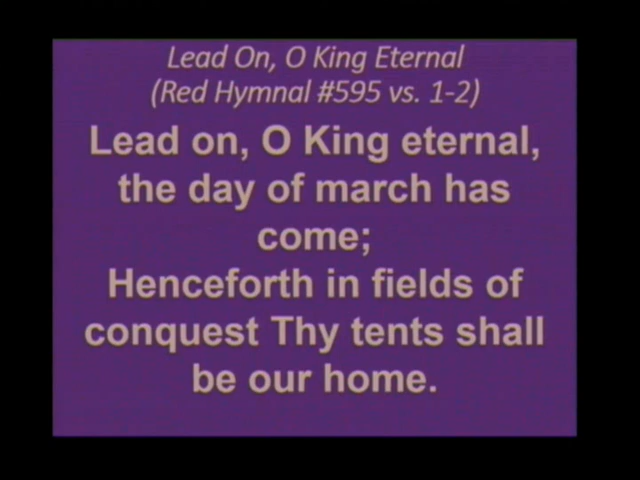 Lead On, O King Eternal
(Red Hymnal #595 vs. 1-2)
Lead on, O King eternal,
the day of march has
come;
Henceforth in fields of
conquest Thy tents shall
be our home.